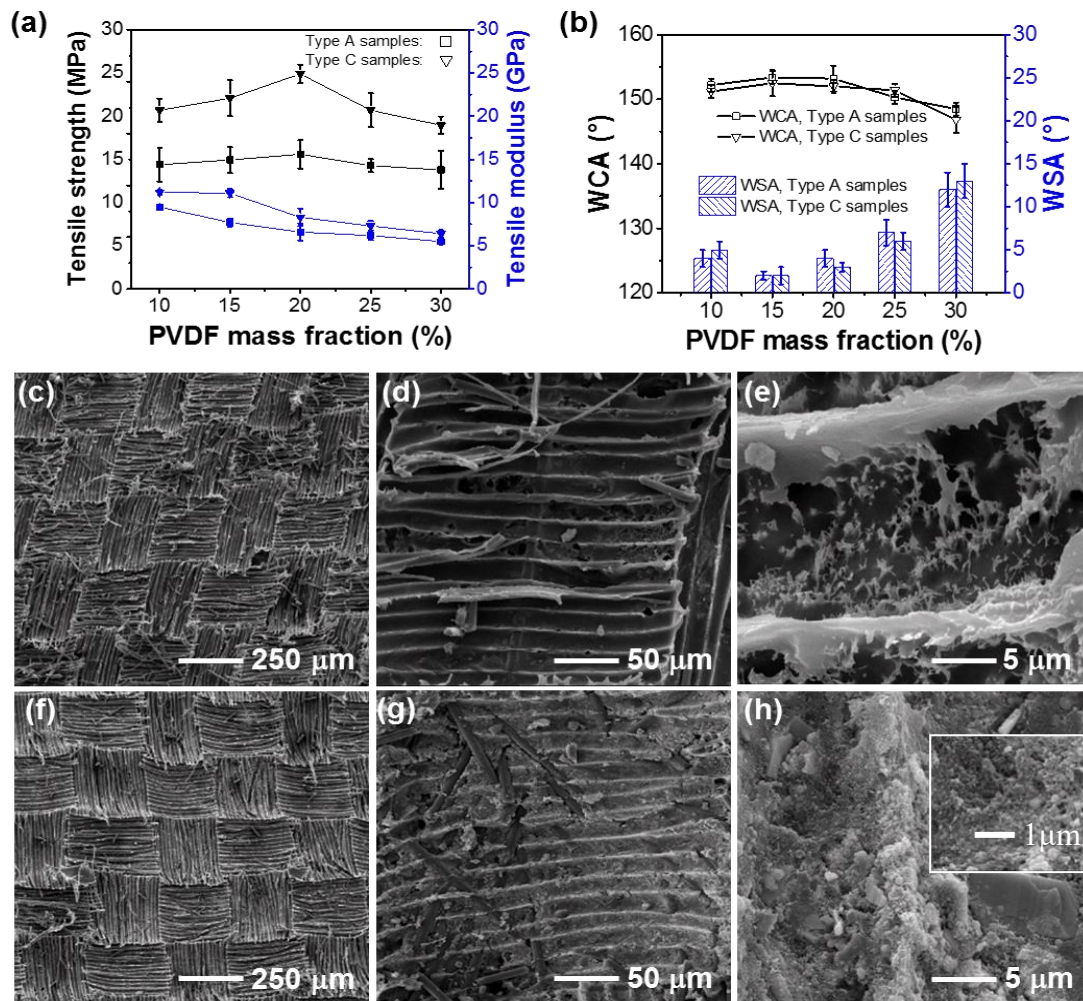 (a)
Type A samples:
Type C samples:
Tensile strength (MPa)
30
25
20
15
10
5
0
Tensile modulus (GPa)
30
25
20
15
10
5
0
10 15 20 25 30
PVDF mass fraction (%)
(b)
WCA (°)
160
150
140
130
120
WCA, Type A samples
WCA, Type C samples
WSA, Type A samples
WSA, Type C samples
WSA (°)
30
25
20
15
10
5
0
10 15 20 25 30
PVDF mass fraction (%)
(c)
250 μm
(d)
50 μm
(e)
5 μm
(f)
250 μm
(g)
50 μm
(h)
1μm
5 μm